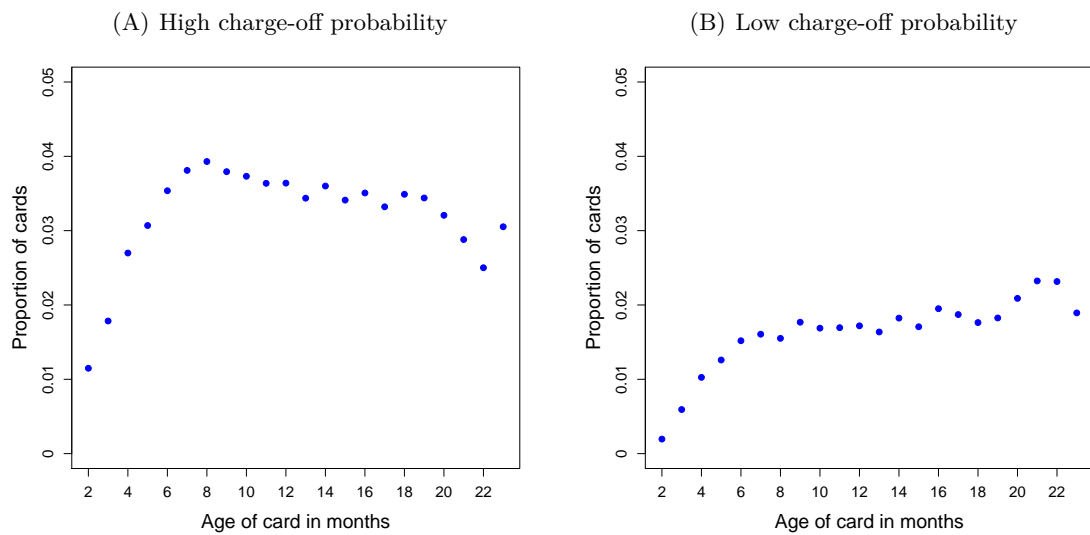 (A) High charge-off probability
0.05
0.04
0.03
0.02
0.01
0
Proportion of cards
2 4 6 8 10 12 14 16 18 20 22
Age of card in months
(B) Low charge-off probability
0.05
0.04
0.03
0.02
0.01
0
Proportion of cards
2 4 6 8 10 12 14 16 18 20 22
Age of card in months